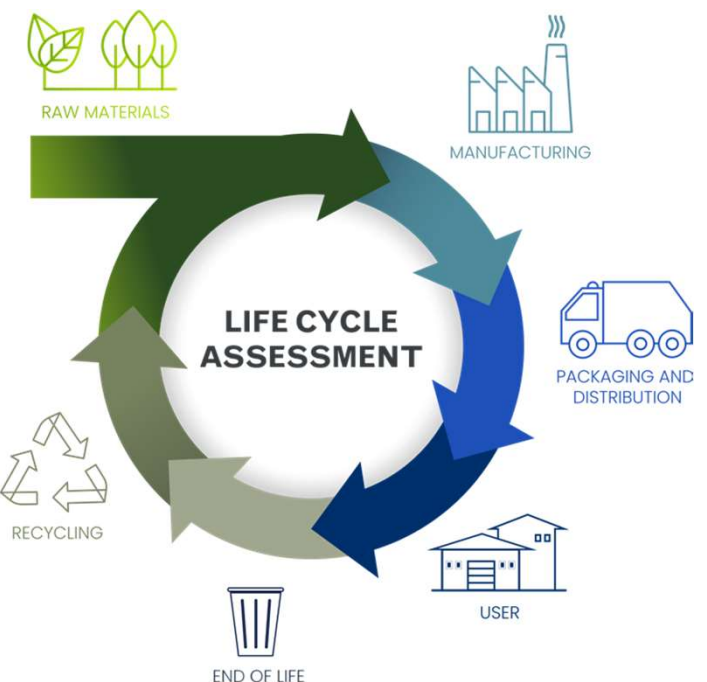 RAW MATERIALS
MANUFACTURING
LIFE CYCLE
ASSESSMENT
PACKAGING AND
DISTRIBUTION
RECYCLING
USER
END OF LIFE